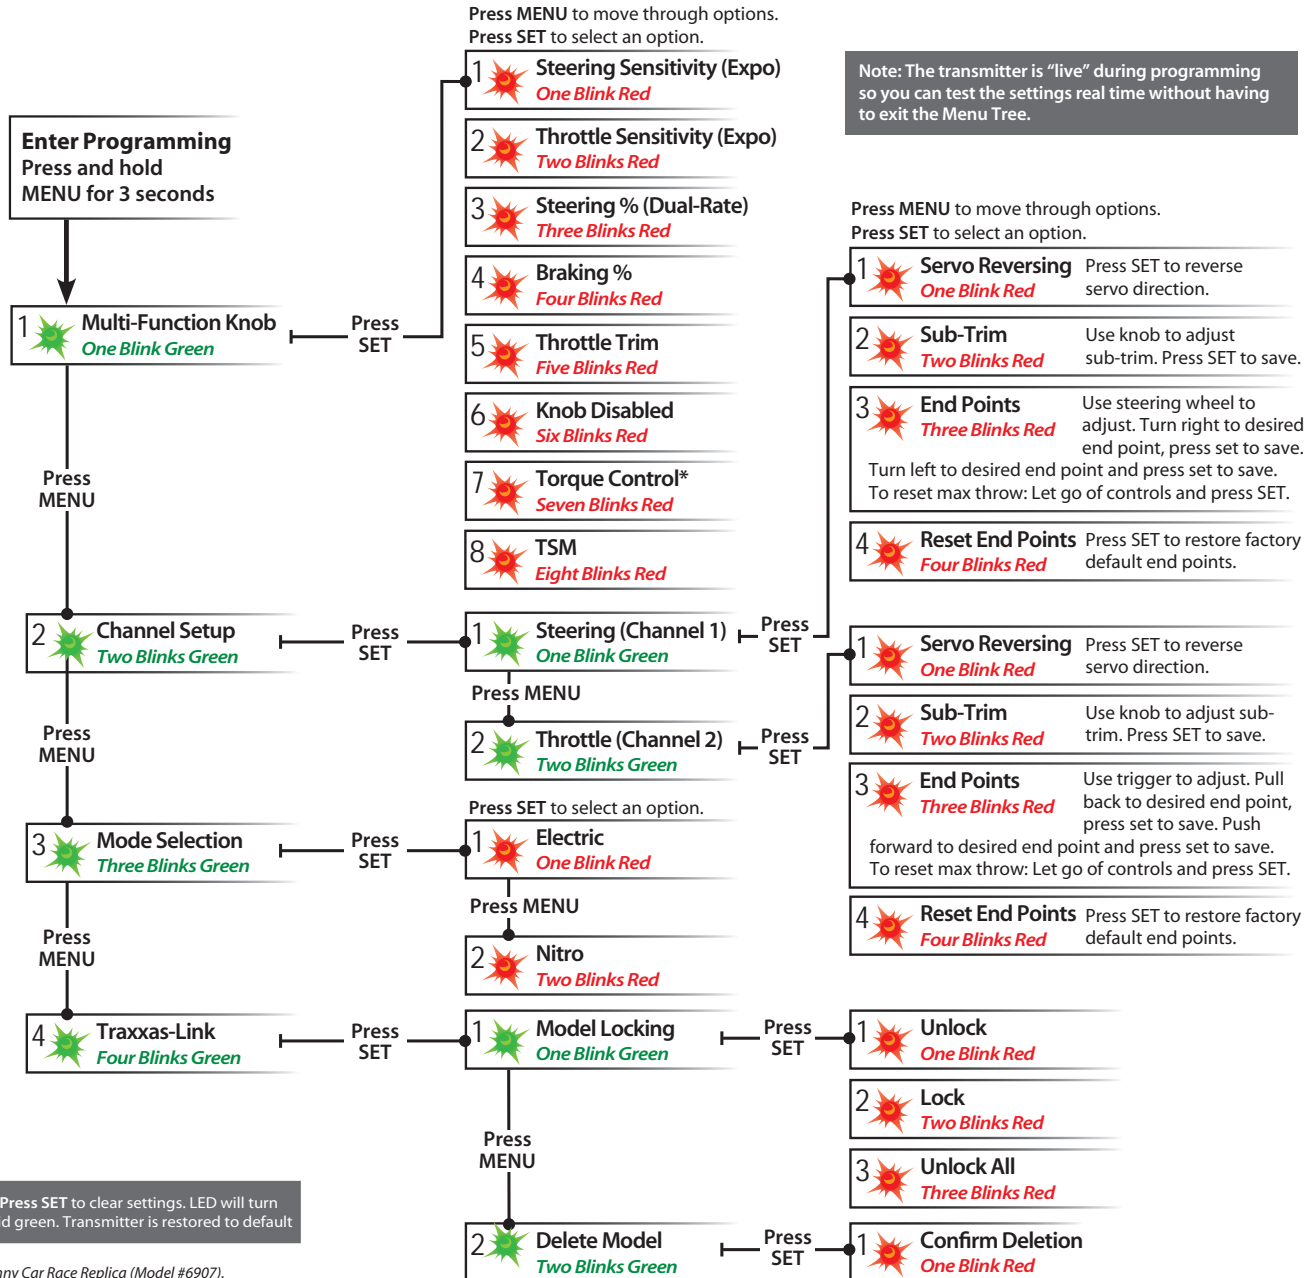 Press MENU to move through options.
Press SET to select an option.
1 Steering Sensitivity (Expo)
One Blink Red
2 Throttle Sensitivity (Expo)
Two Blinks Red
3 Steering % (Dual-Rate)
Three Blinks Red
4 Braking %
Four Blinks Red
5 Throttle Trim
Five Blinks Red
6 Knob Disabled
Six Blinks Red
7 Torque Control*
Seven Blinks Red
8 TSM
Eight Blinks Red
Note: The transmitter is “live” during programming
so you can test the settings real time without having
to exit the Menu Tree.
Enter Programming
Press and hold
MENU for 3 seconds
1 Multi-Function Knob
One Blink Green
Press
SET
Press
MENU
2 Channel Setup
Two Blinks Green
Press
SET
1 Steering (Channel 1)
One Blink Green
Press
SET
Press MENU
2 Throttle (Channel 2)
Two Blinks Green
Press
SET
Press MENU to move through options.
Press SET to select an option.
1 Servo Reversing
One Blink Red
Press SET to reverse
servo direction.
2 Sub-Trim
Two Blinks Red
Use knob to adjust
sub-trim. Press SET to save.
3 End Points
Three Blinks Red
Use steering wheel to
adjust. Turn right to desired
end point, press set to save.
Turn left to desired end point and press set to save.
To reset max throw: Let go of controls and press SET.
4 Reset End Points
Four Blinks Red
Press SET to restore factory
default end points.
1 Servo Reversing
One Blink Red
Press SET to reverse
servo direction.
2 Sub-Trim
Two Blinks Red
Use knob to adjust sub-
trim. Press SET to save.
3 End Points
Three Blinks Red
Use trigger to adjust. Pull
back to desired end point,
press set to save. Push
forward to desired end point and press set to save.
To reset max throw: Let go of controls and press SET.
4 Reset End Points
Four Blinks Red
Press SET to restore factory
default end points.
Press
MENU
3 Mode Selection
Three Blinks Green
Press
SET
Press SET to select an option.
1 Electric
One Blink Red
Press MENU
2 Nitro
Two Blinks Red
Press
MENU
4 Traxxas-Link
Four Blinks Green
Press
SET
1 Model Locking
One Blink Green
Press
SET
1 Unlock
One Blink Red
2 Lock
Two Blinks Red
3 Unlock All
Three Blinks Red
Press
MENU
2 Delete Model
Two Blinks Green
Press
SET
1 Confirm Deletion
One Blink Red
Press SET to clear settings. LED will turn
green. Transmitter is restored to default
Car Race Replica (Model #6907).